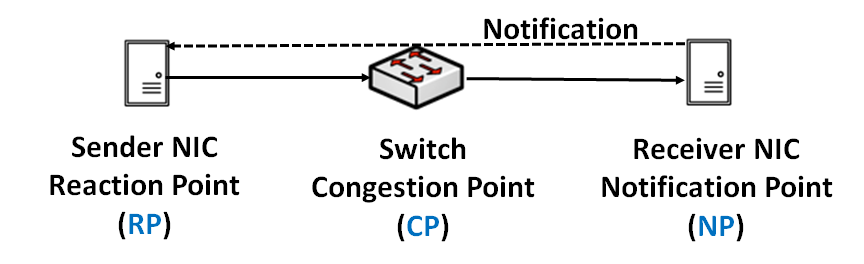 Notification
Sender NIC
Reaction Point
(RP)
Switch
Congestion Point
(CP)
Receiver NIC
Notification Point
(NP)